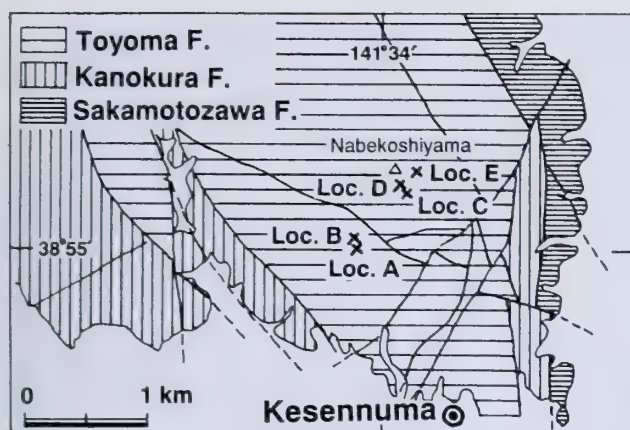 Toyoma F.
Kanokura F.
Sakamotozawa F.
141°34′
Nabekoshiyama
Loc. E
Loc. D
Loc. C
Loc. B
38°55′
Loc. A
0 1 km
Kesennuma